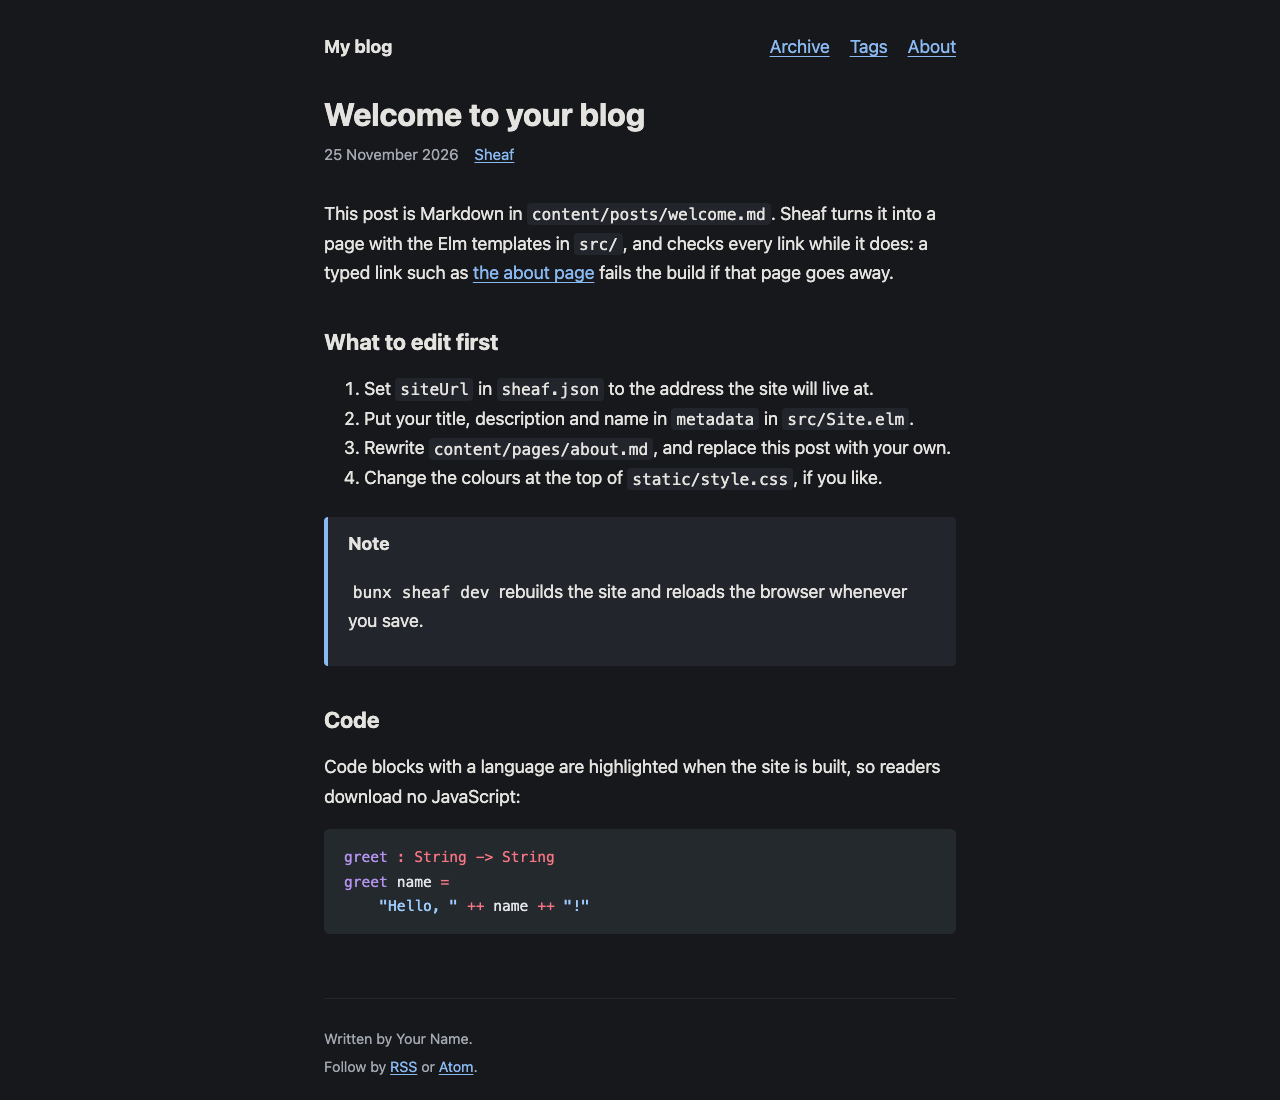 My blog
Archive Tags About
Welcome to your blog
25 November 2026 Sheaf
This post is Markdown in content/posts/welcome.md. Sheaf turns it into a
page with the Elm templates in src/, and checks every link while it does: a
typed link such as the about page fails the build if that page goes away.
What to edit first
1. Set siteUrl in sheaf.json to the address the site will live at.
2. Put your title, description and name in metadata in src/Site.elm.
3. Rewrite content/pages/about.md, and replace this post with your own.
4. Change the colours at the top of static/style.css, if you like.
Note
bunx sheaf dev rebuilds the site and reloads the browser whenever
you save.
Code
Code blocks with a language are highlighted when the site is built, so readers
download no JavaScript:
greet : String -> String
greet name =
    "Hello, " ++ name ++ "!"
Written by Your Name.
Follow by RSS or Atom.